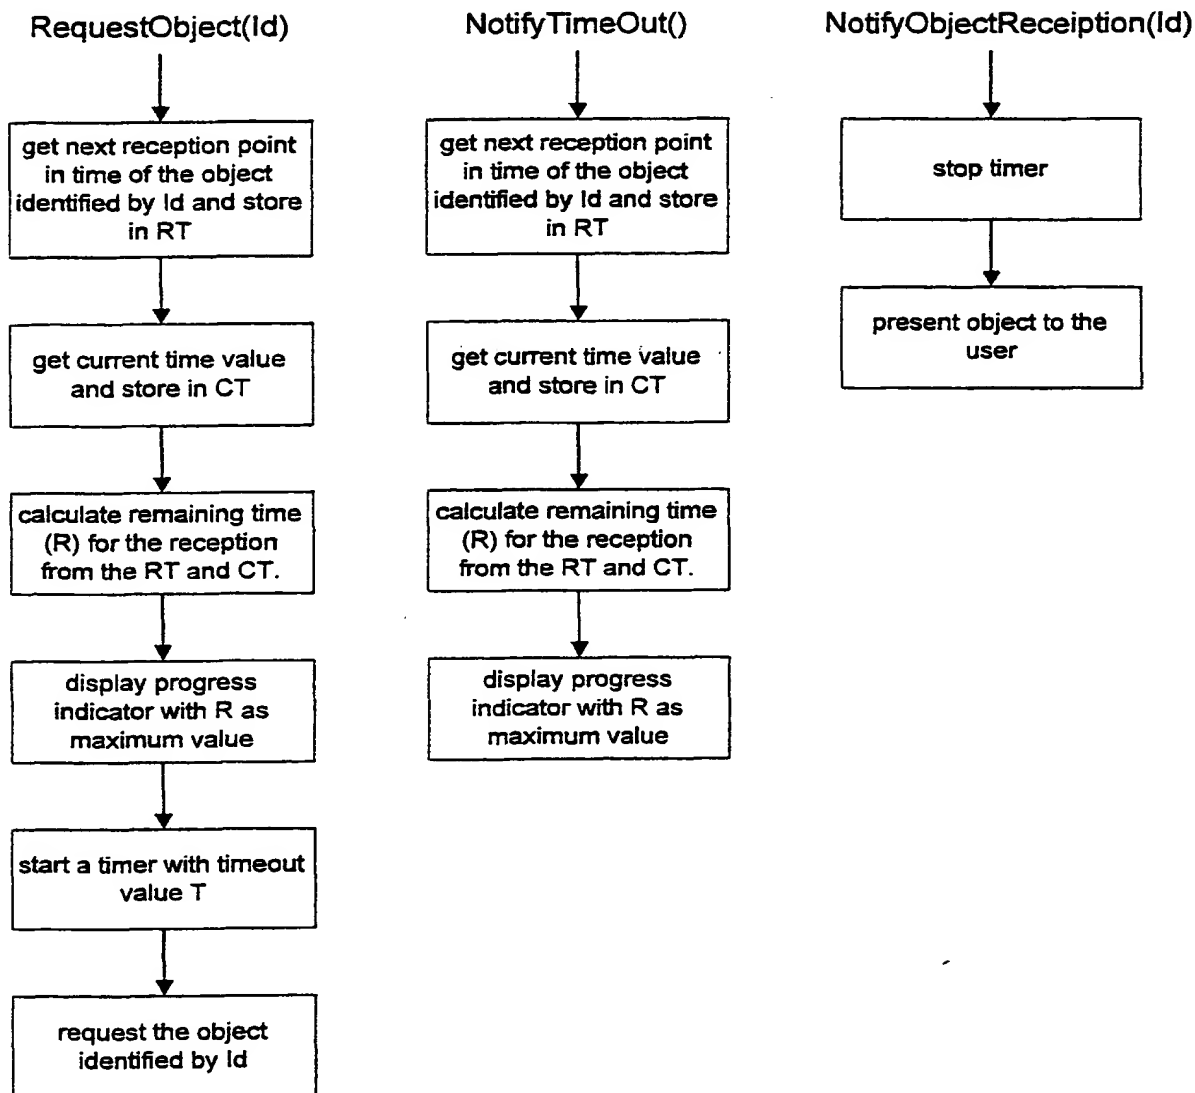 RequestObject(Id)
get next reception point
in time of the object
identified by Id and store
in RT
get current time value
and store in CT
calculate remaining time
(R) for the reception
from the RT and CT.
display progress
indicator with R as
maximum value
start a timer with timeout
value T
request the object
identified by Id
NotifyTimeOut()
get next reception point
in time of the object
identified by Id and store
in RT
get current time value
and store in CT
calculate remaining time
(R) for the reception
from the RT and CT.
display progress
indicator with R as
maximum value
NotifyObjectReceiption(Id)
stop timer
present object to the
user